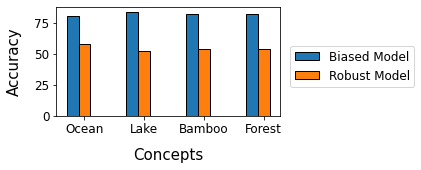 Accuracy
75
50
25
0
Ocean Lake Bamboo Forest
Concepts
Biased Model
Robust Model